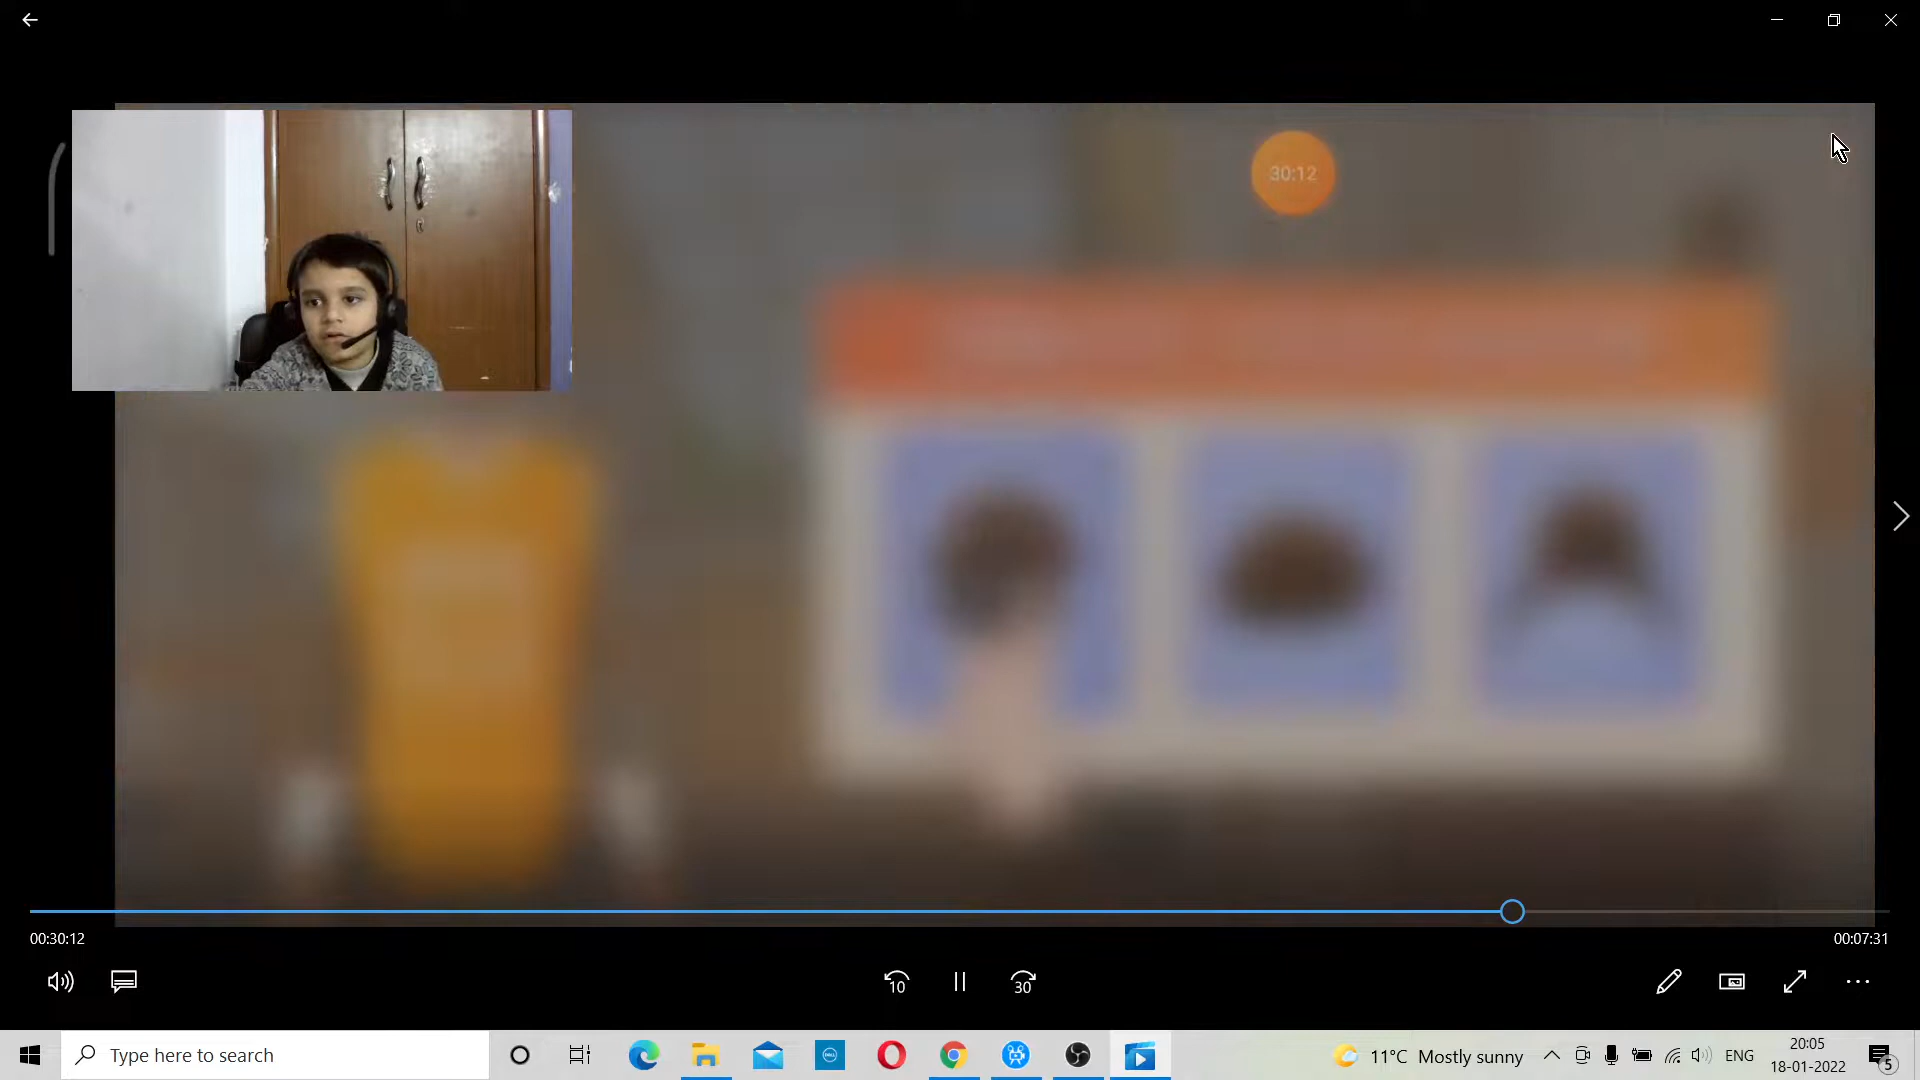 30:12
00:30:12
00:07:31
10
30
Type here to search
DELL
11°C Mostly sunny
ENG
20:05
18-01-2022
5